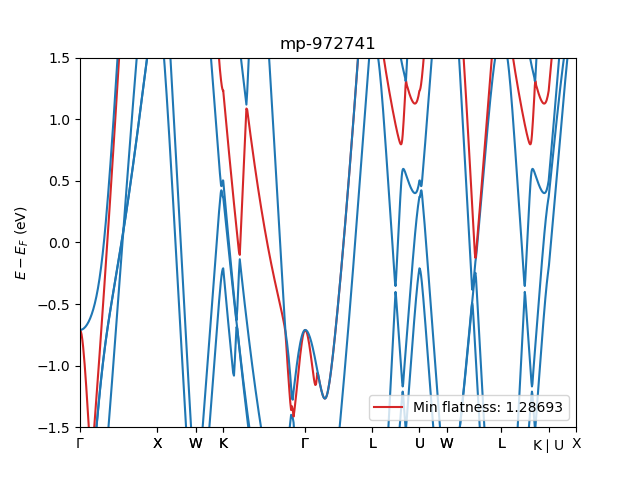 mp-972741
E − E_F (eV)
1.5
1.0
0.5
0.0
−0.5
−1.0
−1.5
Min flatness: 1.28693
Γ X W K Γ L U W L K | U X